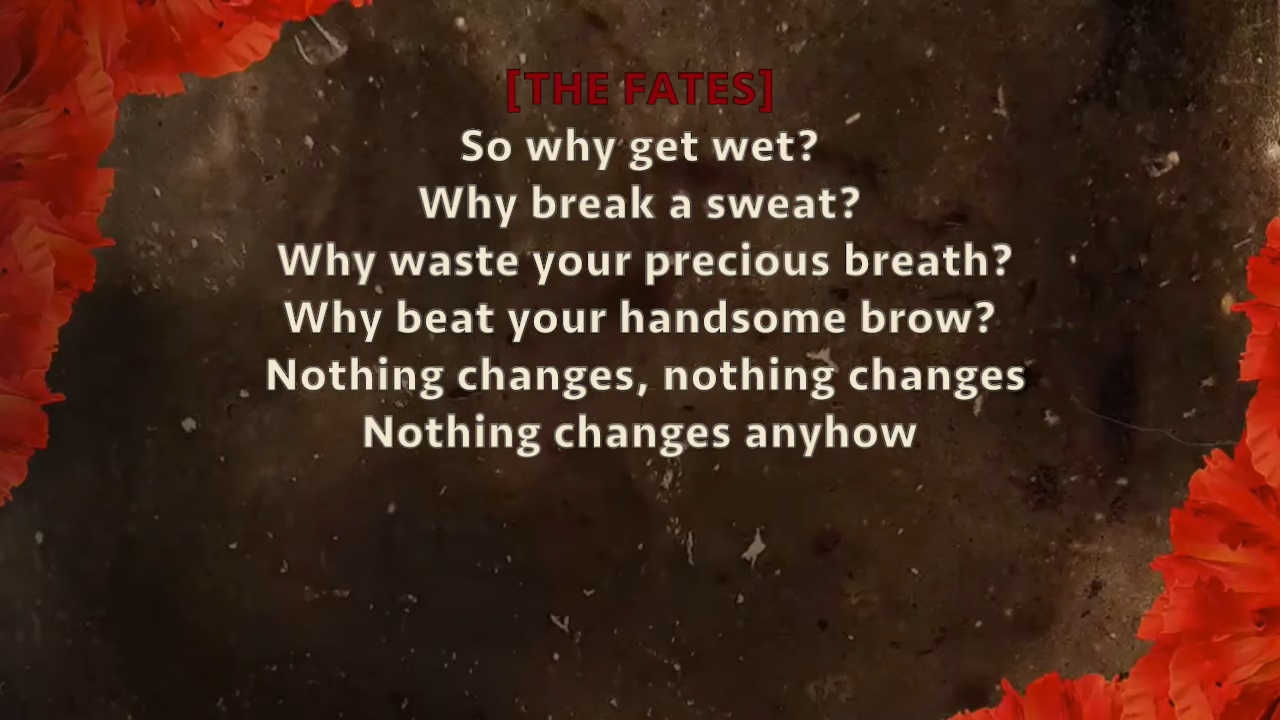 [THE FATES]
So why get wet?
Why break a sweat?
Why waste your precious breath?
Why beat your handsome brow?
Nothing changes, nothing changes
Nothing changes anyhow